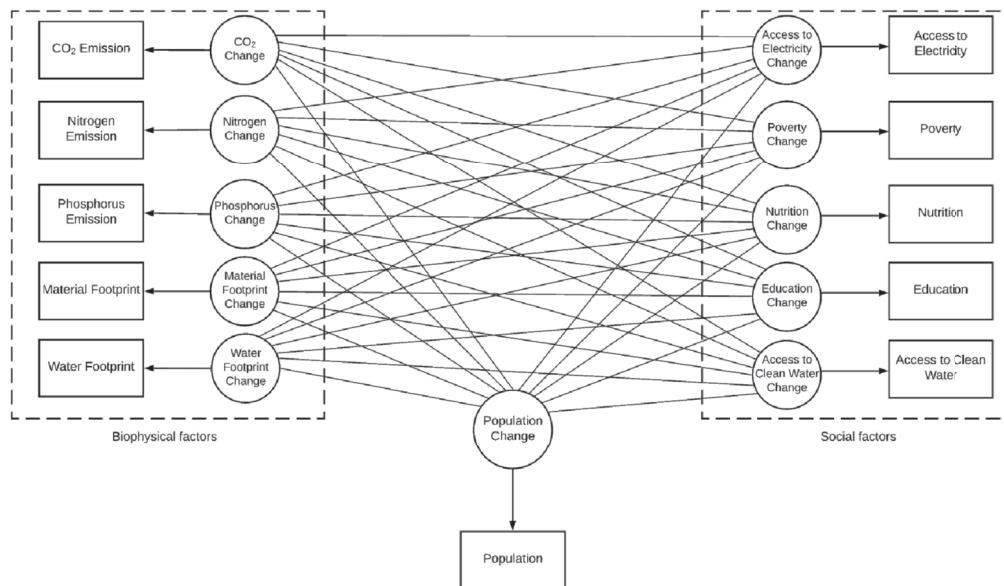 CO₂ Emission
CO₂
Change
Access to
Electricity
Change
Access to
Electricity
Nitrogen
Emission
Nitrogen
Change
Poverty
Change
Poverty
Phosphorus
Emission
Phosphorus
Change
Nutrition
Change
Nutrition
Material Footprint
Material
Footprint
Change
Education
Change
Education
Water Footprint
Water
Footprint
Change
Access to
Clean Water
Change
Access to Clean
Water
Population
Change
Biophysical factors
Social factors
Population